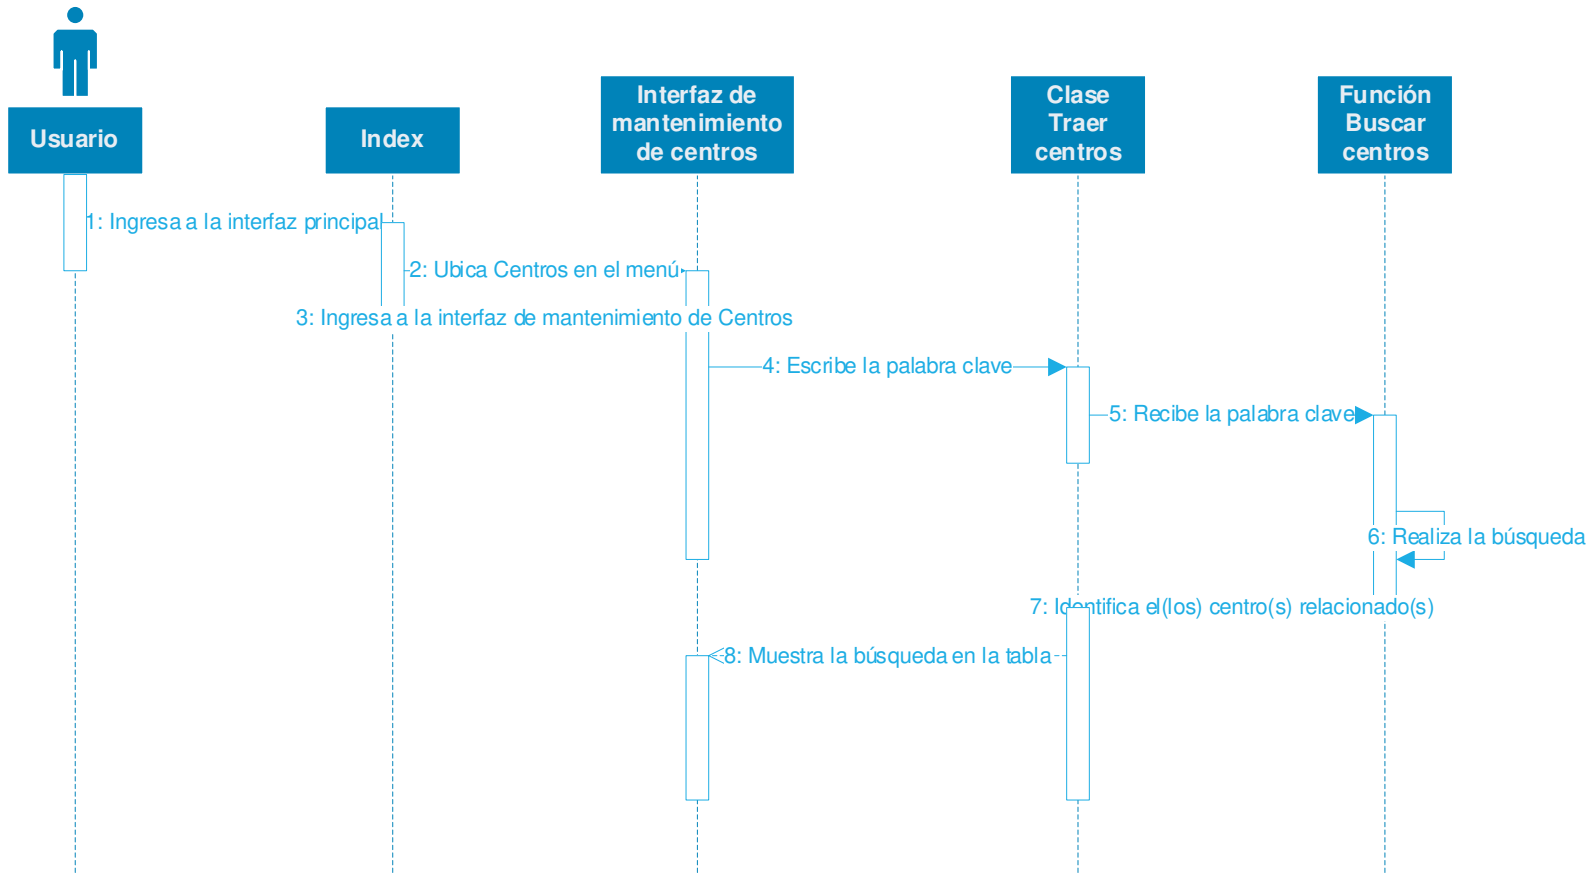 Usuario
Index
Interfaz de
mantenimiento
de centros
Clase
Traer
centros
Función
Buscar
centros
1: Ingresa a la interfaz principal
2: Ubica Centros en el menú
3: Ingresa a la interfaz de mantenimiento de Centros
4: Escribe la palabra clave
5: Recibe la palabra clave
6: Realiza la búsqueda
7: Identifica el(los) centro(s) relacionado(s)
8: Muestra la búsqueda en la tabla